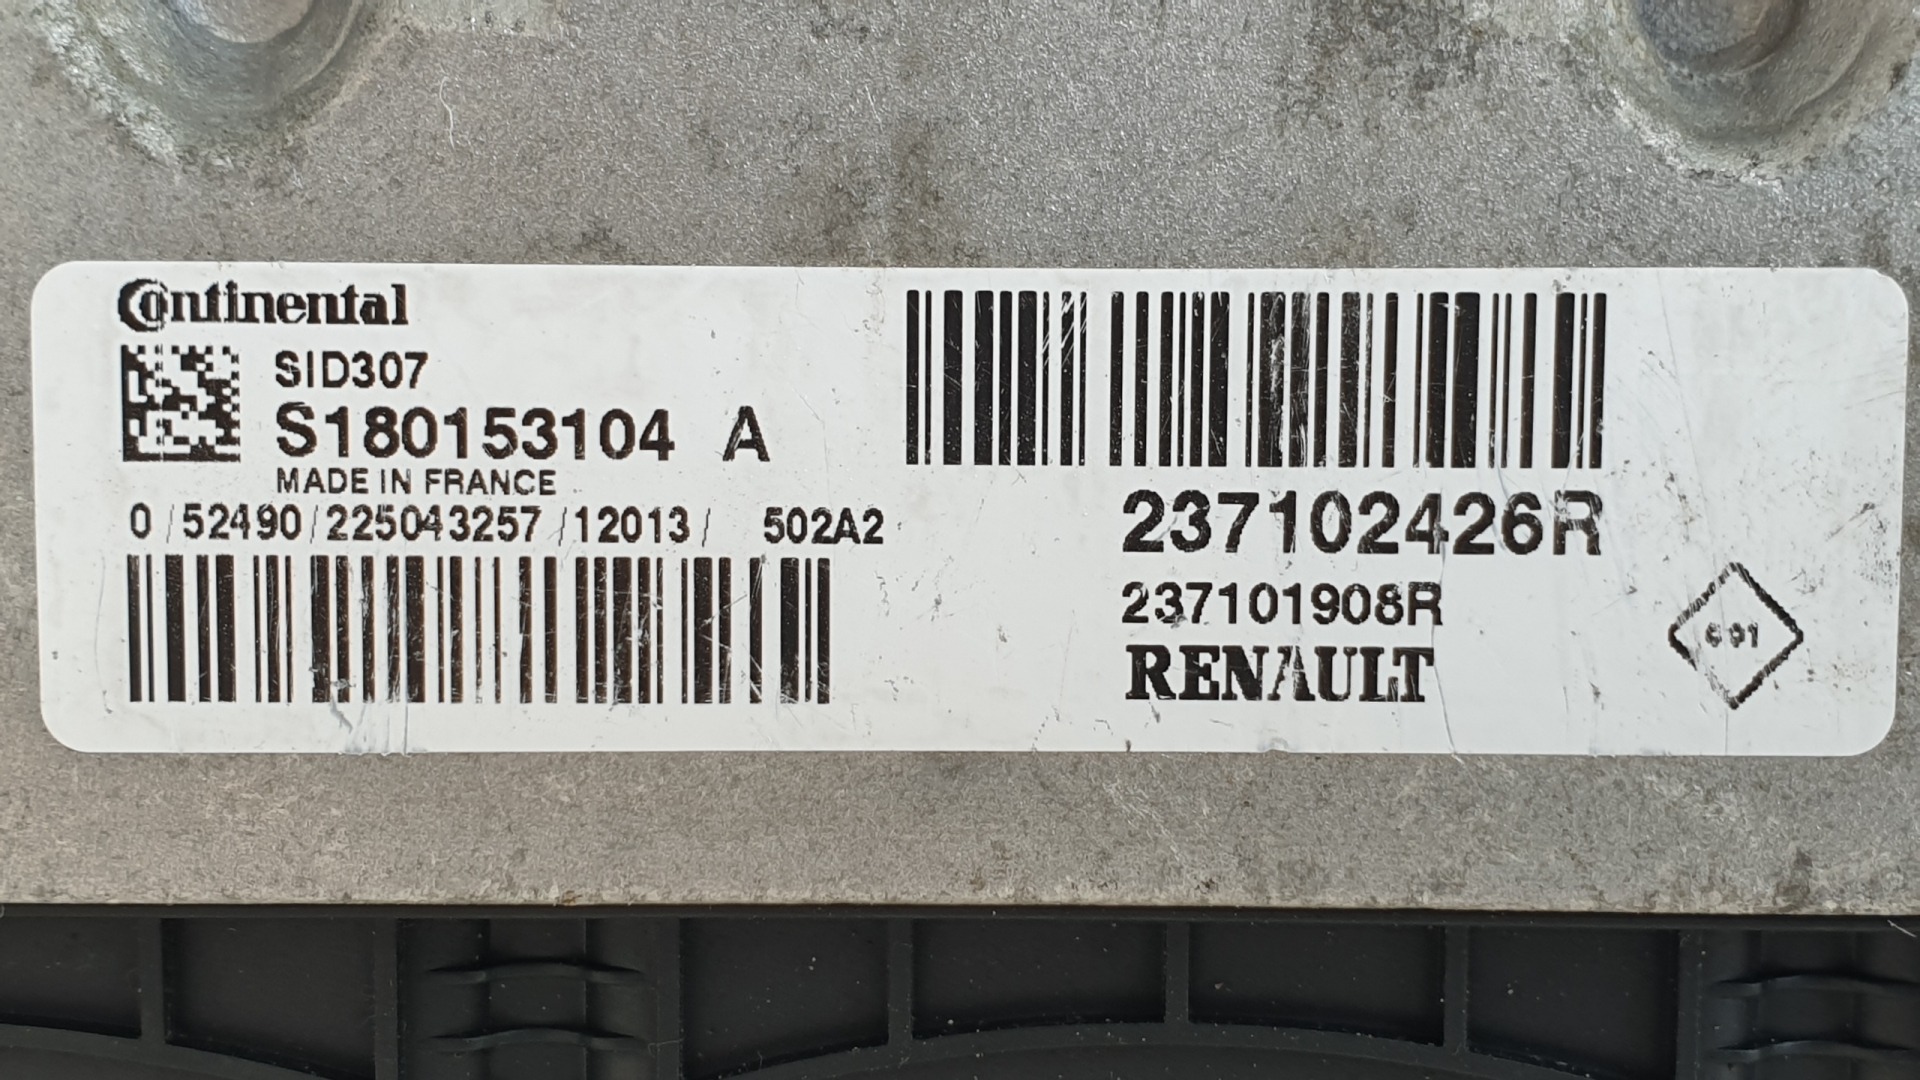 Continental
SID307
S180153104 A
MADE IN FRANCE
0 / 52490 / 225043257 / 12013 / 502A2
237102426R
237101908R
RENAULT